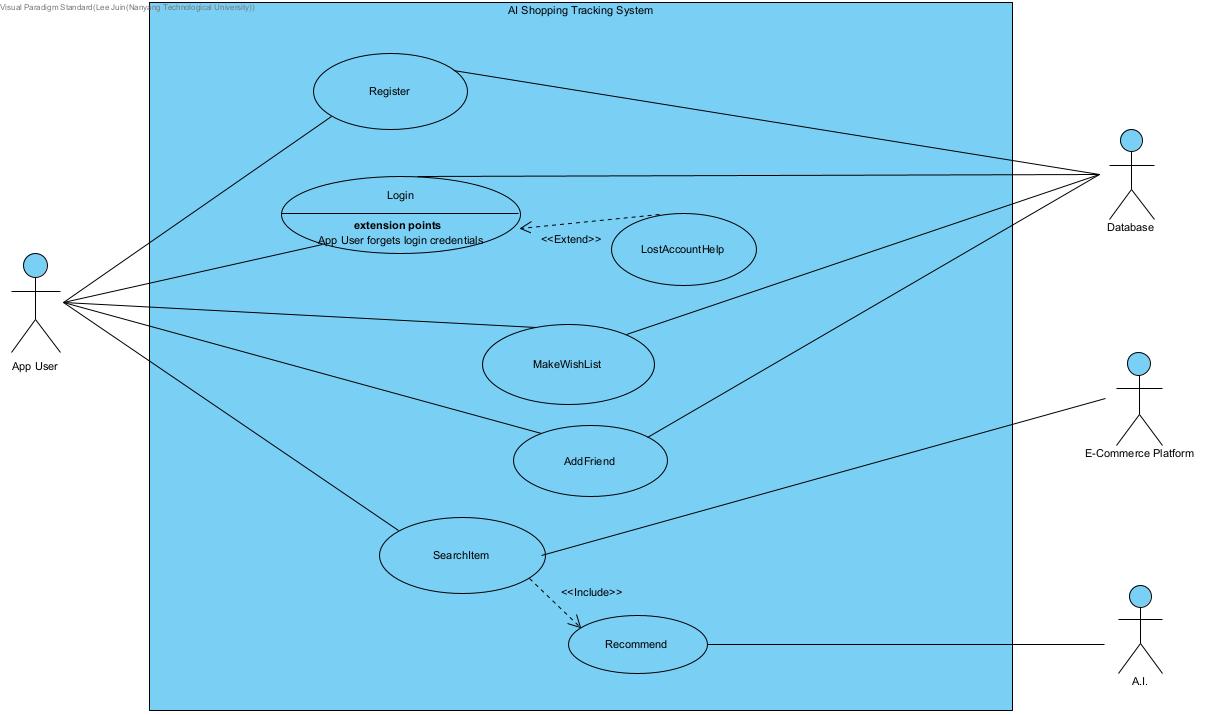 Visual Paradigm Standard(Lee Juin(Nanyang Technological University))
AI Shopping Tracking System
Register
Login
extension points
App User forgets login credentials
<<Extend>>
LostAccountHelp
Database
App User
MakeWishList
E-Commerce Platform
AddFriend
SearchItem
<<Include>>
Recommend
A.I.